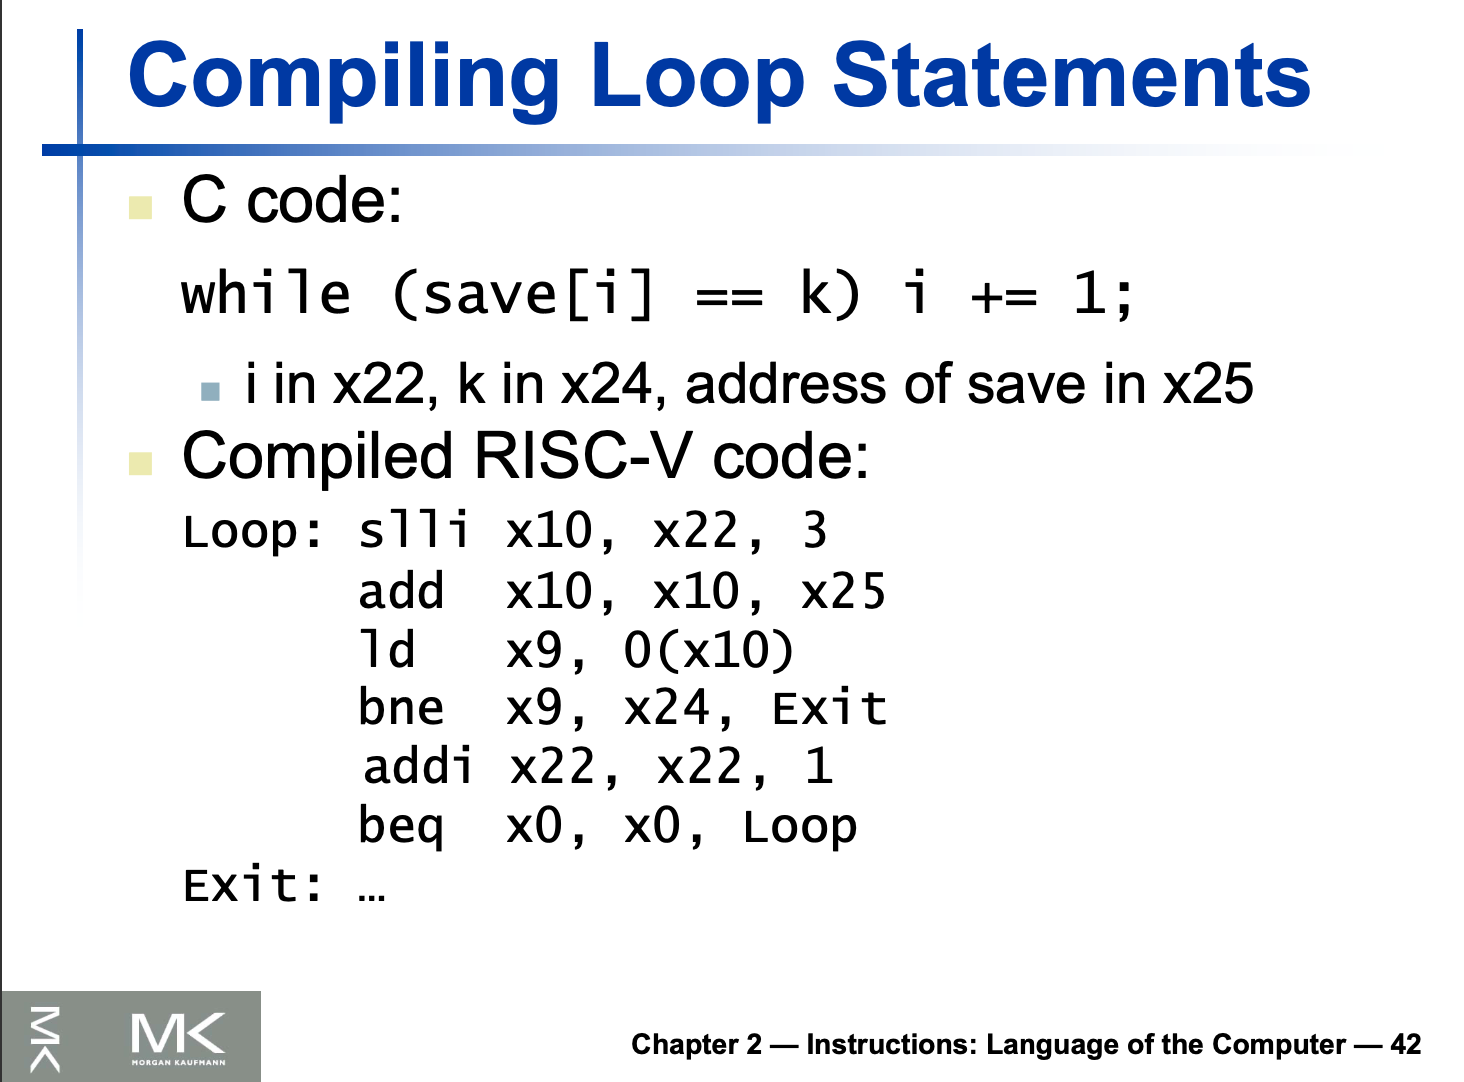 Compiling Loop Statements
C code:
while (save[i] == k) i += 1;
i in x22, k in x24, address of save in x25
Compiled RISC-V code:
Loop: slli x10, x22, 3
add x10, x10, x25
ld x9, 0(x10)
bne x9, x24, Exit
addi x22, x22, 1
beq x0, x0, Loop
Exit: …
MK
MK
MORGAN KAUFMANN
Chapter 2 — Instructions: Language of the Computer — 42